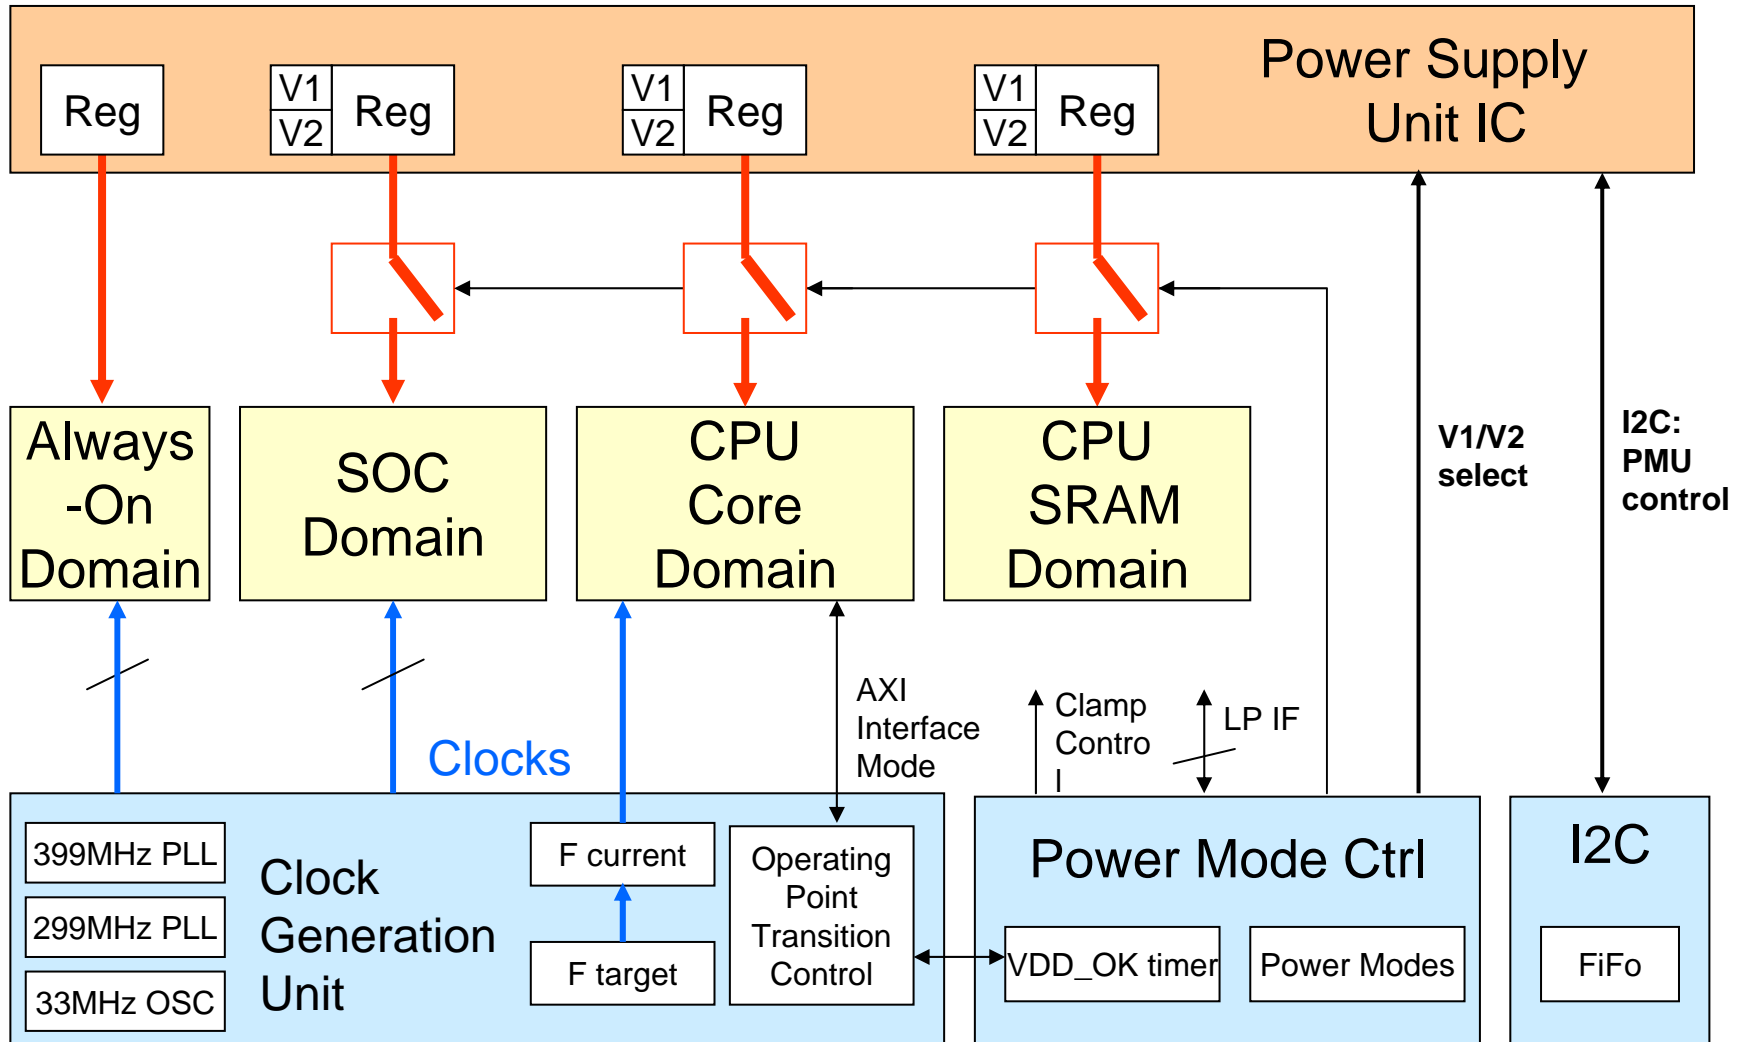 Power Supply
Unit IC
Reg
V1
V2
Reg
V1
V2
Reg
V1
V2
Reg
Always
-On
Domain
SOC
Domain
CPU
Core
Domain
CPU
SRAM
Domain
V1/V2
select
I2C:
PMU
control
Clocks
AXI
Interface
Mode
Clamp
Contro
l
LP IF
399MHz PLL
299MHz PLL
33MHz OSC
Clock
Generation
Unit
F current
F target
Operating
Point
Transition
Control
Power Mode Ctrl
VDD_OK timer
Power Modes
I2C
FiFo